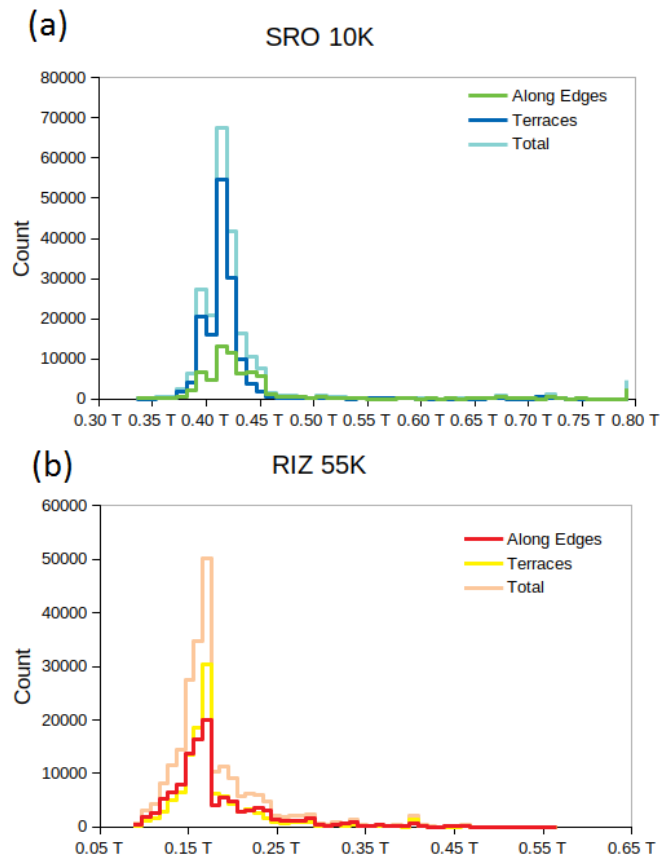 (a)
SRO 10K
80000
70000
60000
50000
40000
30000
20000
10000
0
Count
Along Edges
Terraces
Total
0.30 T 0.35 T 0.40 T 0.45 T 0.50 T 0.55 T 0.60 T 0.65 T 0.70 T 0.75 T 0.80 T
(b)
RIZ 55K
60000
50000
40000
30000
20000
10000
0
Count
Along Edges
Terraces
Total
0.05 T 0.15 T 0.25 T 0.35 T 0.45 T 0.55 T 0.65 T